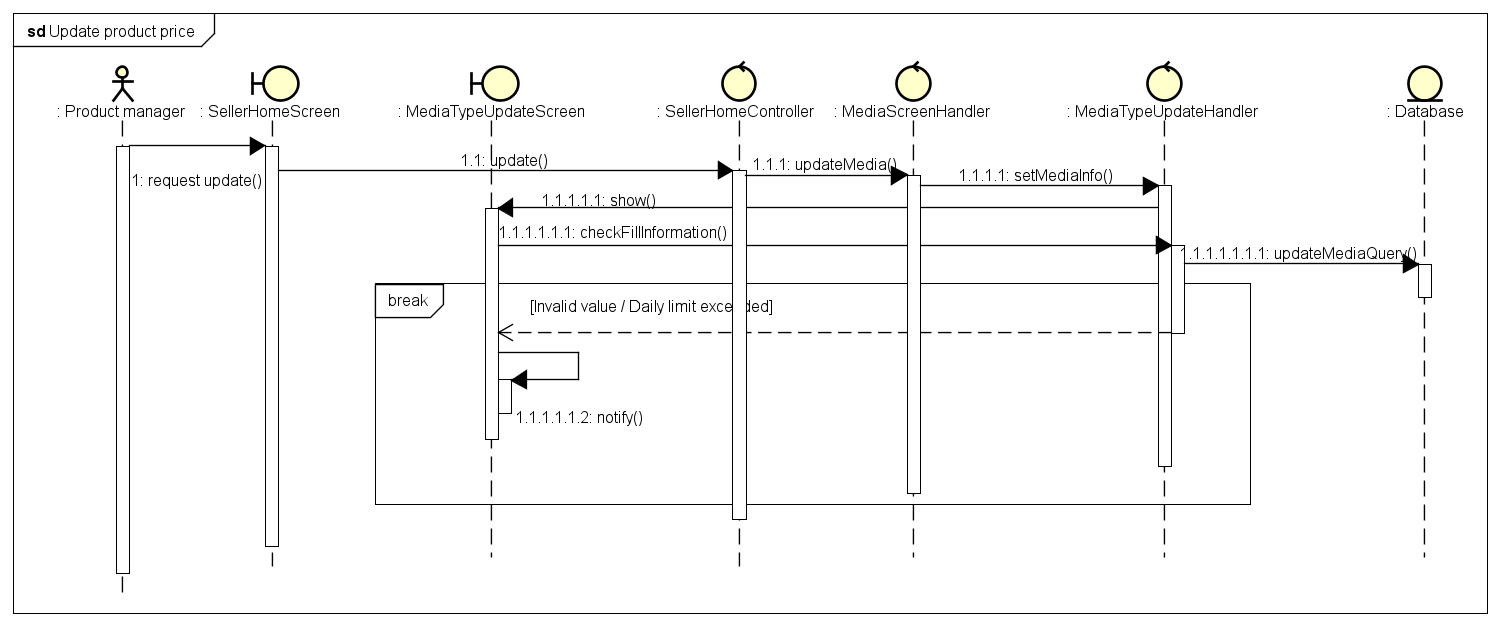 sd Update product price
: Product manager
: SellerHomeScreen
: MediaTypeUpdateScreen
: SellerHomeController
: MediaScreenHandler
: MediaTypeUpdateHandler
: Database
1: request update()
1.1: update()
1.1.1: updateMedia()
1.1.1.1: setMediaInfo()
1.1.1.1.1: show()
1.1.1.1.1.1: checkFillInformation()
1.1.1.1.1.1.1: updateMediaQuery()
break
[Invalid value / Daily limit exceeded]
1.1.1.1.1.2: notify()